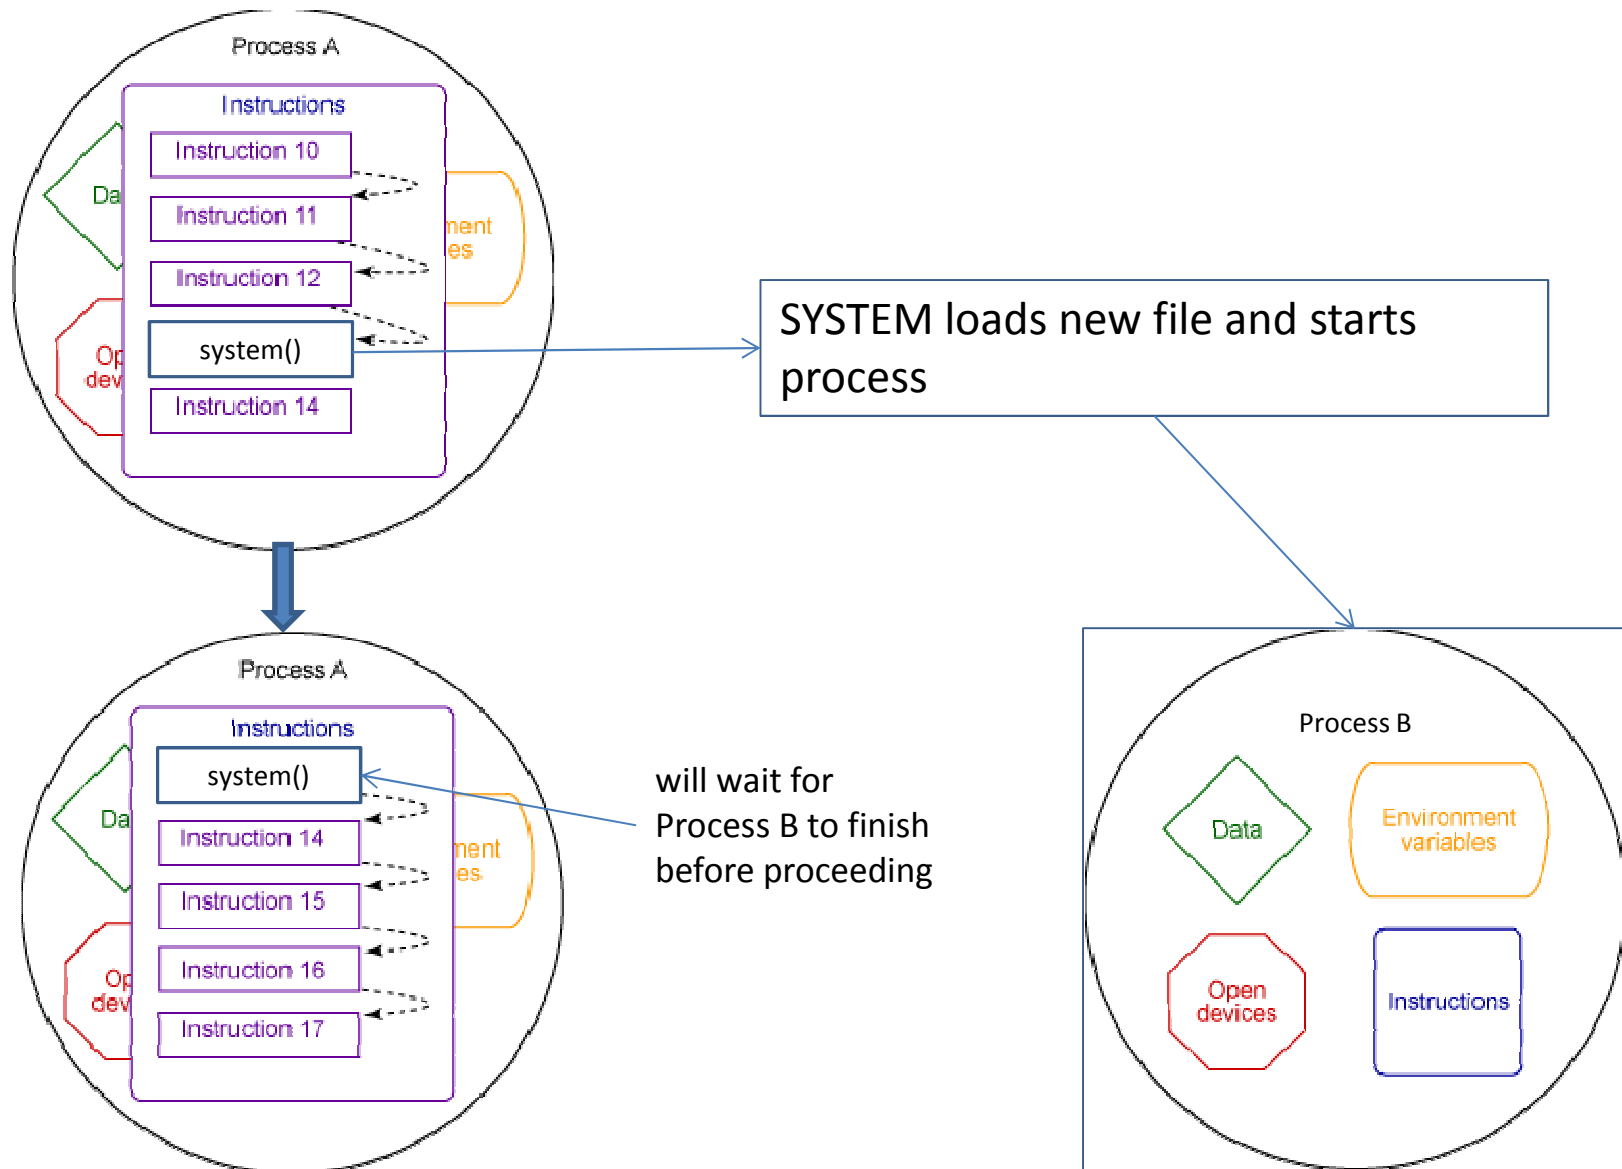 Process A
Instructions
Instruction 10
Instruction 11
Instruction 12
system()
Instruction 14
Da
ment
es
Op
dev
SYSTEM loads new file and starts
process
Process A
Instructions
system()
Instruction 14
Instruction 15
Instruction 16
Instruction 17
Da
ment
es
Op
dev
will wait for
Process B to finish
before proceeding
Process B
Data
Environment
variables
Open
devices
Instructions